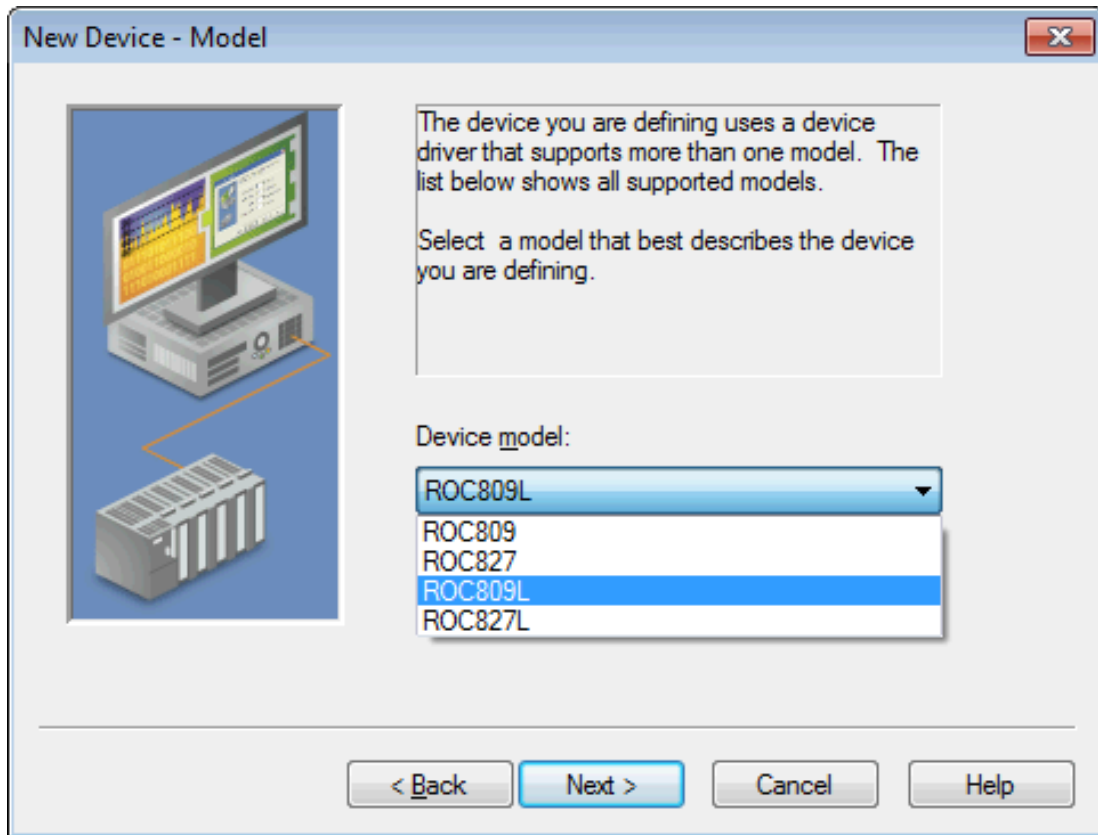 New Device - Model
The device you are defining uses a device
driver that supports more than one model.  The
list below shows all supported models.
Select  a model that best describes the device
you are defining.
Device model:
ROC809L
ROC809
ROC827
ROC809L
ROC827L
< Back
Next >
Cancel
Help